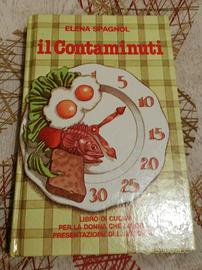 ELENA SPAGNOL
il Contaminuti
5
10
15
20
25
30
LIBRO DI CUCINA
PER LA DONNA CHE
PRESENTAZIONE DI